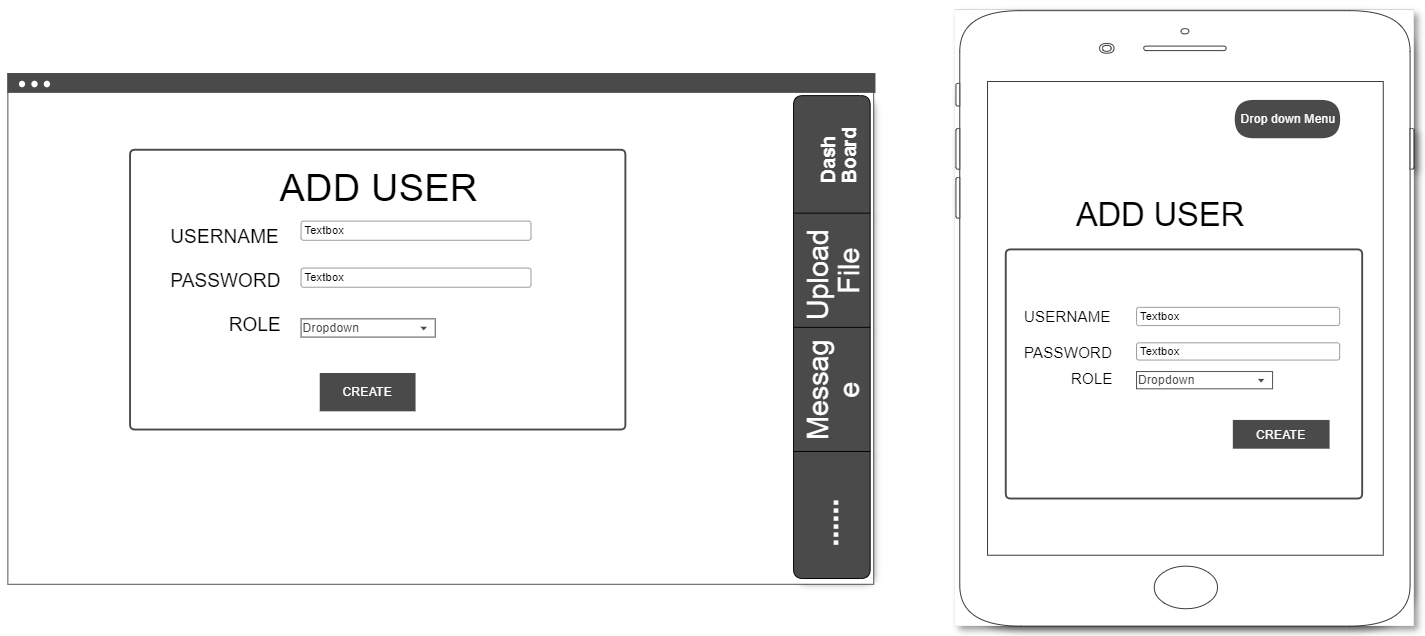 ADD USER
USERNAME
Textbox
PASSWORD
Textbox
ROLE
Dropdown
CREATE
Dash
Board
Upload
File
Messag
e
......
Drop down Menu
ADD USER
USERNAME
Textbox
PASSWORD
Textbox
ROLE
Dropdown
CREATE